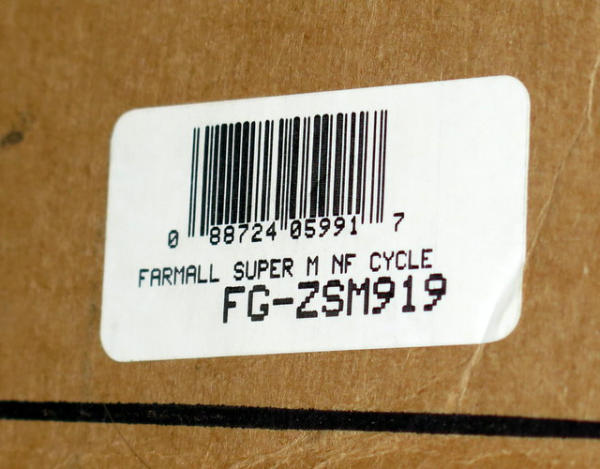 0 88724 05991 7
FARMALL SUPER M NF CYCLE
FG-ZSM919